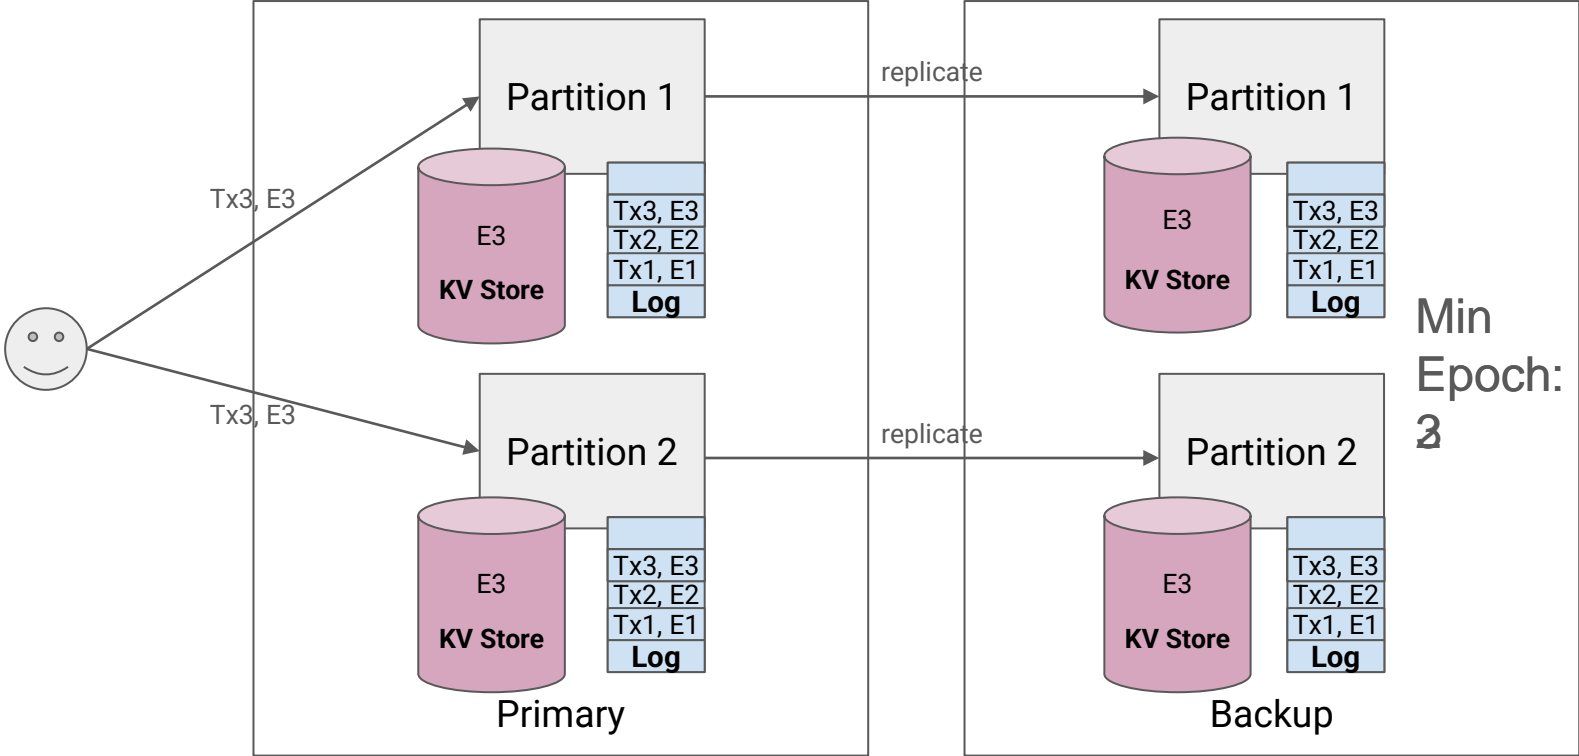 Partition 1
replicate
Partition 1
Tx3, E3
Tx3, E3
Tx2, E2
Tx1, E1
Log
E3
KV Store
Tx3, E3
Tx2, E2
Tx1, E1
Log
E3
KV Store
Min
Epoch:
Tx3, E3
Partition 2
replicate
Partition 2
E3
KV Store
Tx3, E3
Tx2, E2
Tx1, E1
Log
E3
KV Store
Tx3, E3
Tx2, E2
Tx1, E1
Log
Primary
Backup